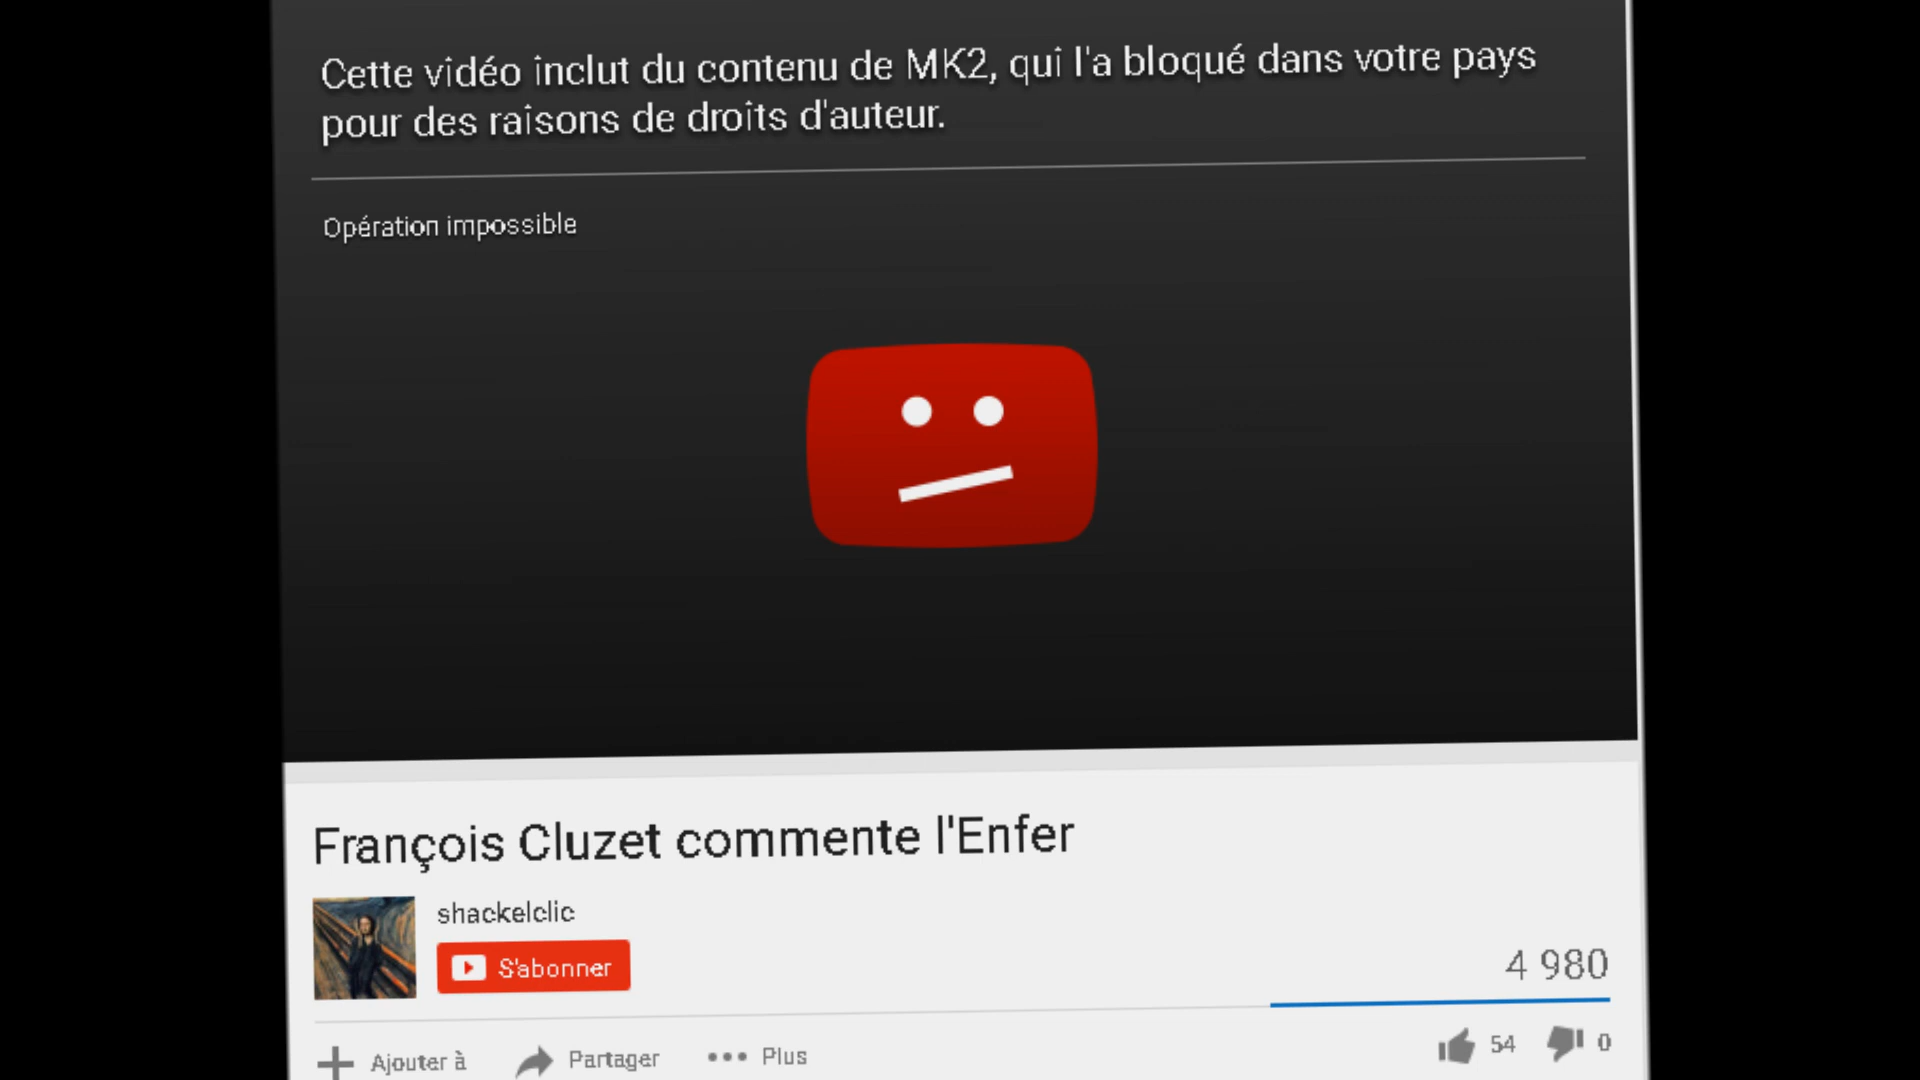 Cette vidéo inclut du contenu de MK2, qui l'a bloqué dans votre pays
pour des raisons de droits d'auteur.
Opération impossible
François Cluzet commente l'Enfer
shackelclic
S'abonner
4 980
Ajouter à
Partager
Plus
54
0